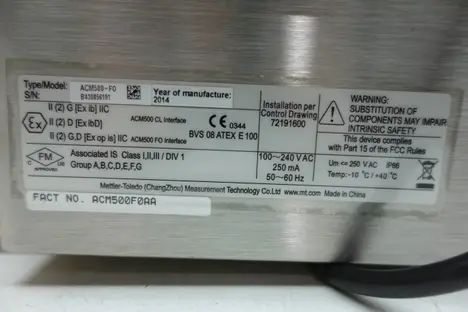 Type/Model: ACM500-FO
S/N: B430856191
Year of manufacture:
2014
II (2) G [Ex ib] IIC
II (2) D [Ex ibD]
ACM500 CL Interface
II (2) G,D [Ex op is] IIC ACM500 FO Interface
Ex
CE 0344
BVS 08 ATEX E 100
Installation per
Control Drawing
72191600
WARNING:
SUBSTITUTION OF
COMPONENTS MAY IMPAIR
INTRINSIC SAFETY
This device complies
with Part 15 of the FCC Rules
FM
APPROVED
Associated IS Class I,II,III / DIV 1
Group A,B,C,D,E,F,G
100~240 V AC
250 mA
50~60 Hz
Um <= 250 VAC IP66
Temp:-10 °C / +40 °C
Mettler-Toledo (ChangZhou) Measurement Technology Co.Ltd www.mt.com Made in China
FACT NO. ACM500F0AA